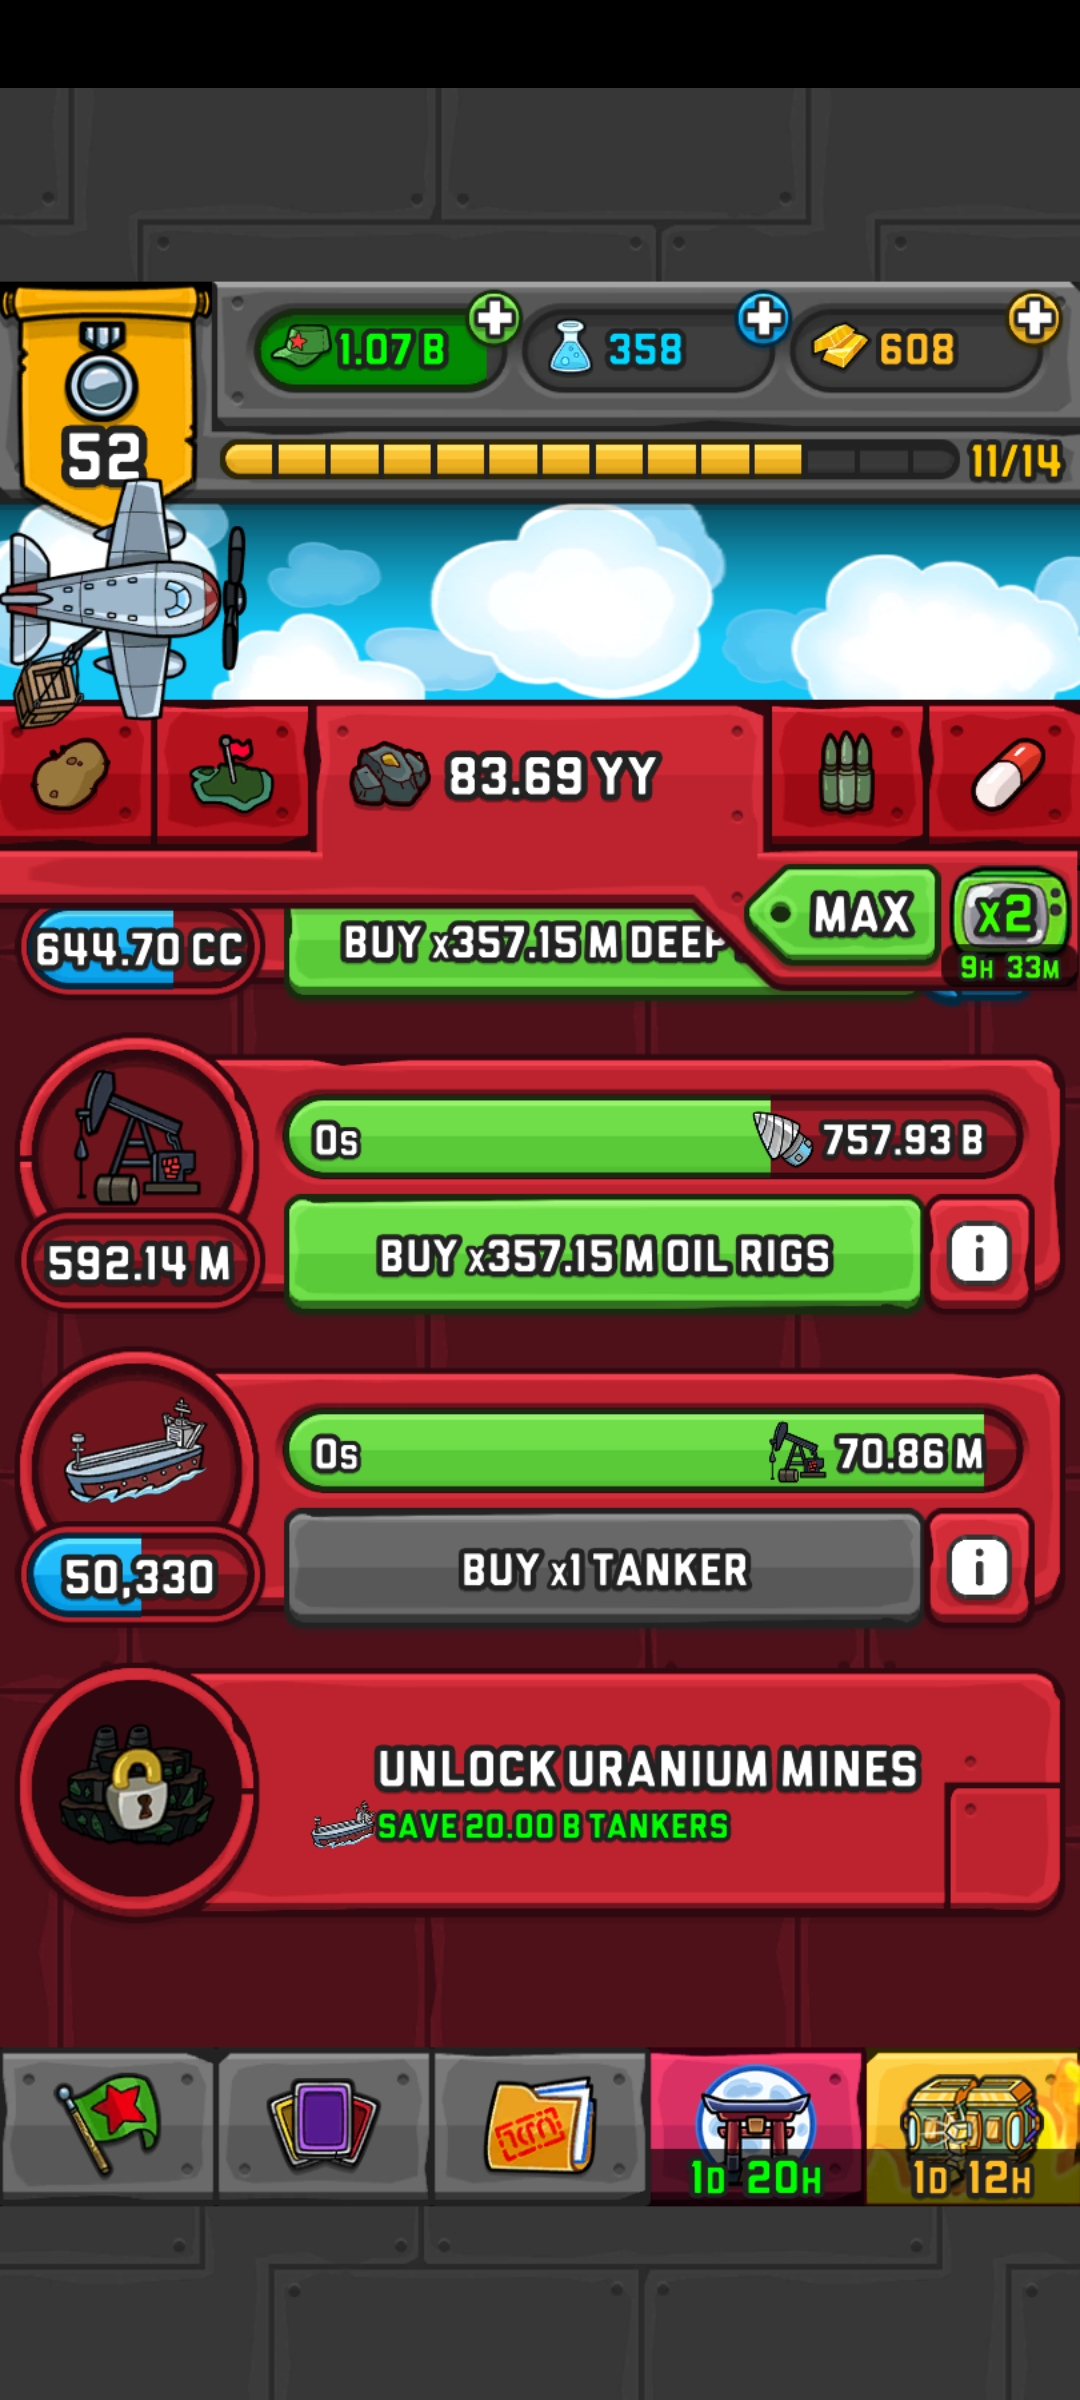 1.07 B
358
608
52
11/14
83.69 YY
MAX
x2
9H 33M
644.70 CC
BUY x357.15 M DEEP
0s
757.93 B
592.14 M
BUY x357.15 M OIL RIGS
i
0s
70.86 M
50,330
BUY x1 TANKER
i
UNLOCK URANIUM MINES
SAVE 20.00 B TANKERS
1D 20H
1D 12H